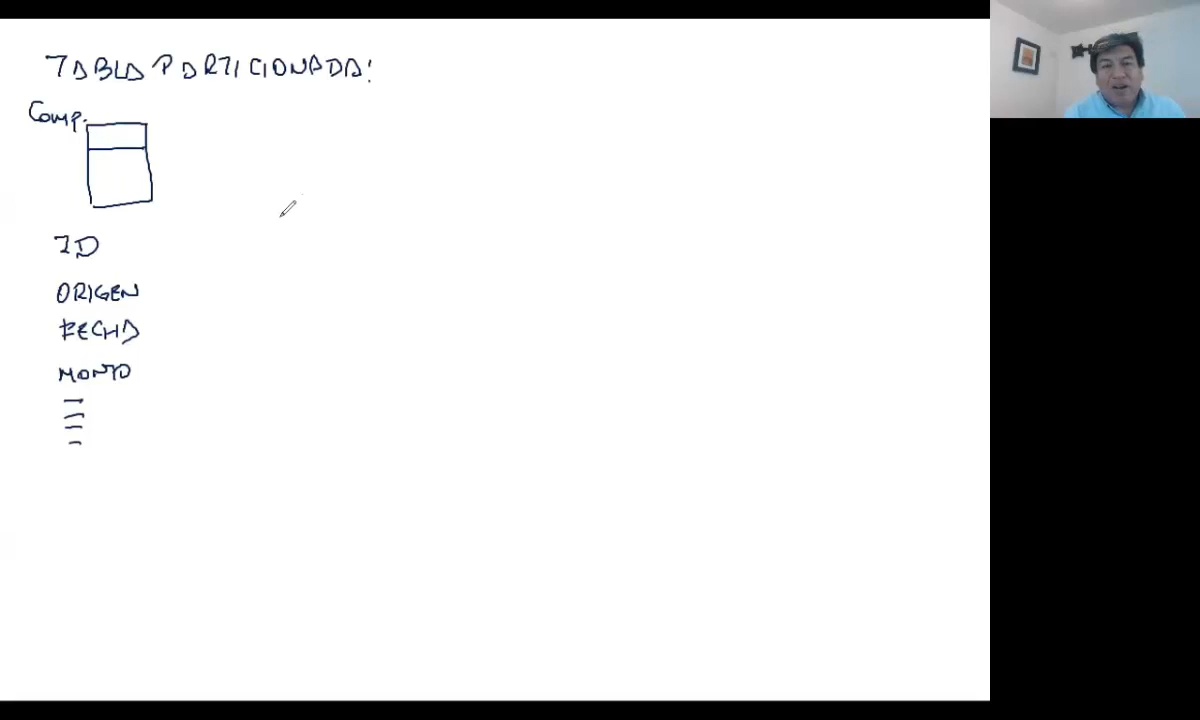 TABLA PARTICIONADA:
Comp.
ID
ORIGEN
FECHA
MONTO